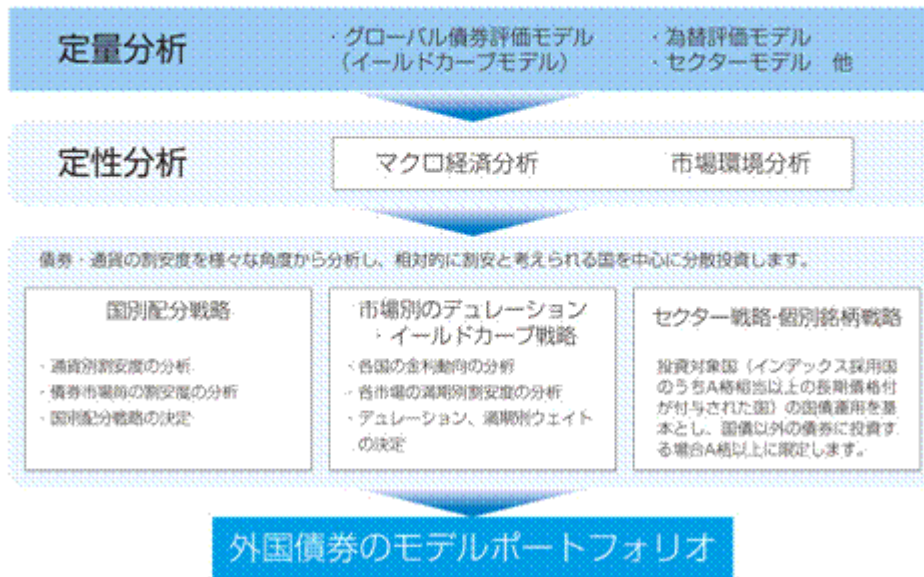 定量分析
・グローバル債券評価モデル
(イールドカーブモデル)
・為替評価モデル
・セクターモデル 他
定性分析
マクロ経済分析
市場環境分析
債券・通貨の割安度を様々な角度から分析し、相対的に割安と考えられる国を中心に分散投資します。
国別配分戦略
・通貨別割安度の分析
・債券市場毎の割安度の分析
・国別配分戦略の決定
市場別のデュレーション
・イールドカーブ戦略
・各国の金利動向の分析
・各市場の満期別割安度の分析
・デュレーション、満期別ウェイト
の決定
セクター戦略・個別銘柄戦略
投資対象国(インデックス採用国
のうちA格相当以上の長期債格付
が付与された国)の国債運用を基
本とし、国債以外の債券に投資す
る場合A格以上に限定します。
外国債券のモデルポートフォリオ